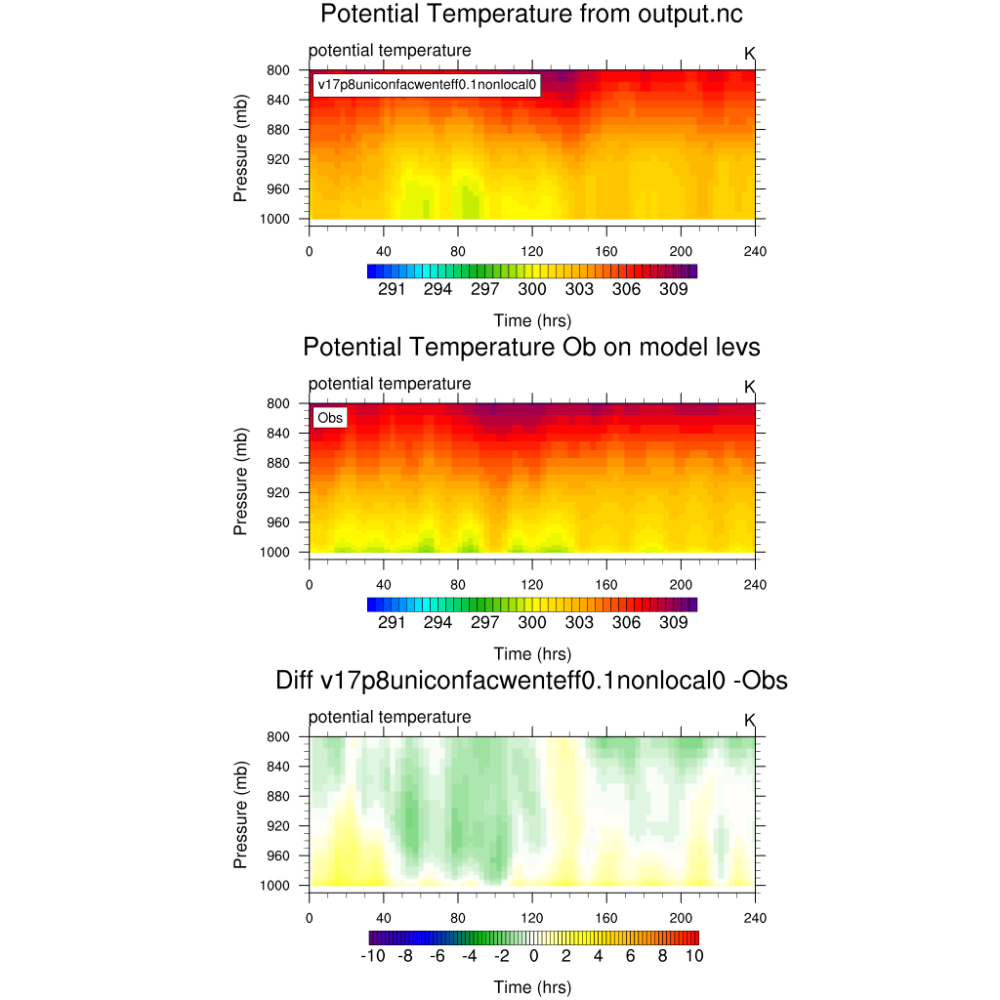 Potential Temperature from output.nc
potential temperature K
v17p8uniconfacwenteff0.1nonlocal0
Pressure (mb)
800
840
880
920
960
1000
0 40 80 120 160 200 240
291 294 297 300 303 306 309
Time (hrs)
Potential Temperature Ob on model levs
potential temperature K
Obs
Pressure (mb)
800
840
880
920
960
1000
0 40 80 120 160 200 240
291 294 297 300 303 306 309
Time (hrs)
Diff v17p8uniconfacwenteff0.1nonlocal0 -Obs
potential temperature K
Pressure (mb)
800
840
880
920
960
1000
0 40 80 120 160 200 240
-10 -8 -6 -4 -2 0 2 4 6 8 10
Time (hrs)